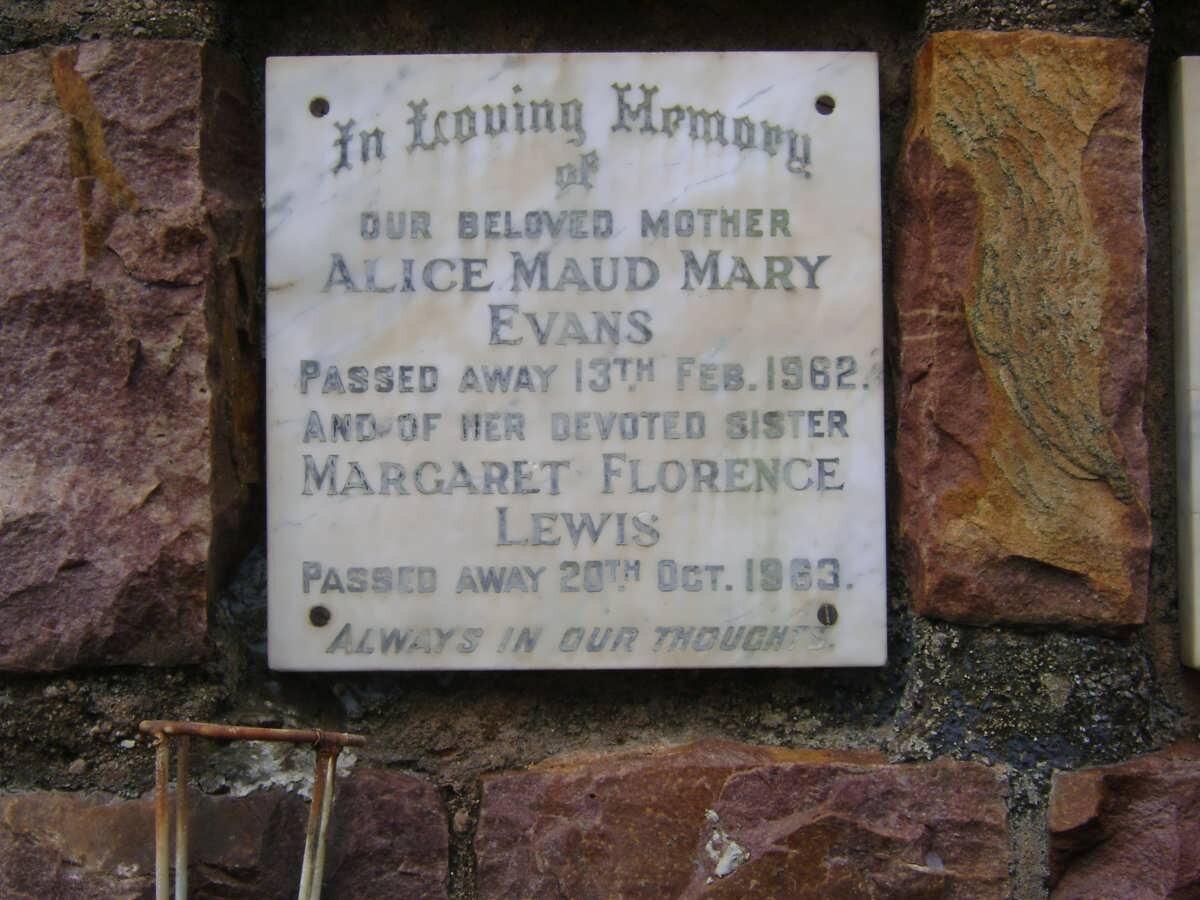 In Loving Memory
of
OUR BELOVED MOTHER
ALICE MAUD MARY
EVANS
PASSED AWAY 13TH FEB. 1962.
AND OF HER DEVOTED SISTER
MARGARET FLORENCE
LEWIS
PASSED AWAY 20TH OCT. 1963.
ALWAYS IN OUR THOUGHTS.